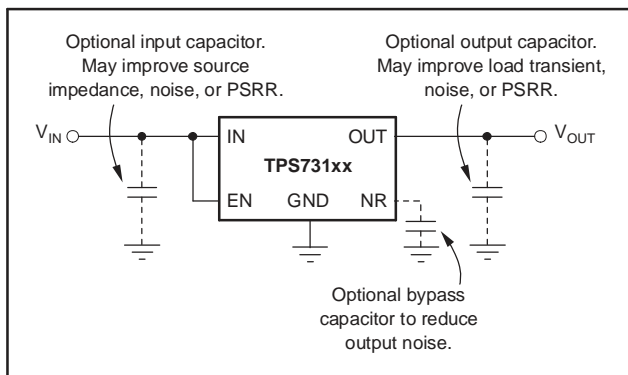 Optional input capacitor.
May improve source
impedance, noise, or PSRR.
Optional output capacitor.
May improve load transient,
noise, or PSRR.
VIN
IN
OUT
VOUT
TPS731xx
EN
GND
NR
Optional bypass
capacitor to reduce
output noise.